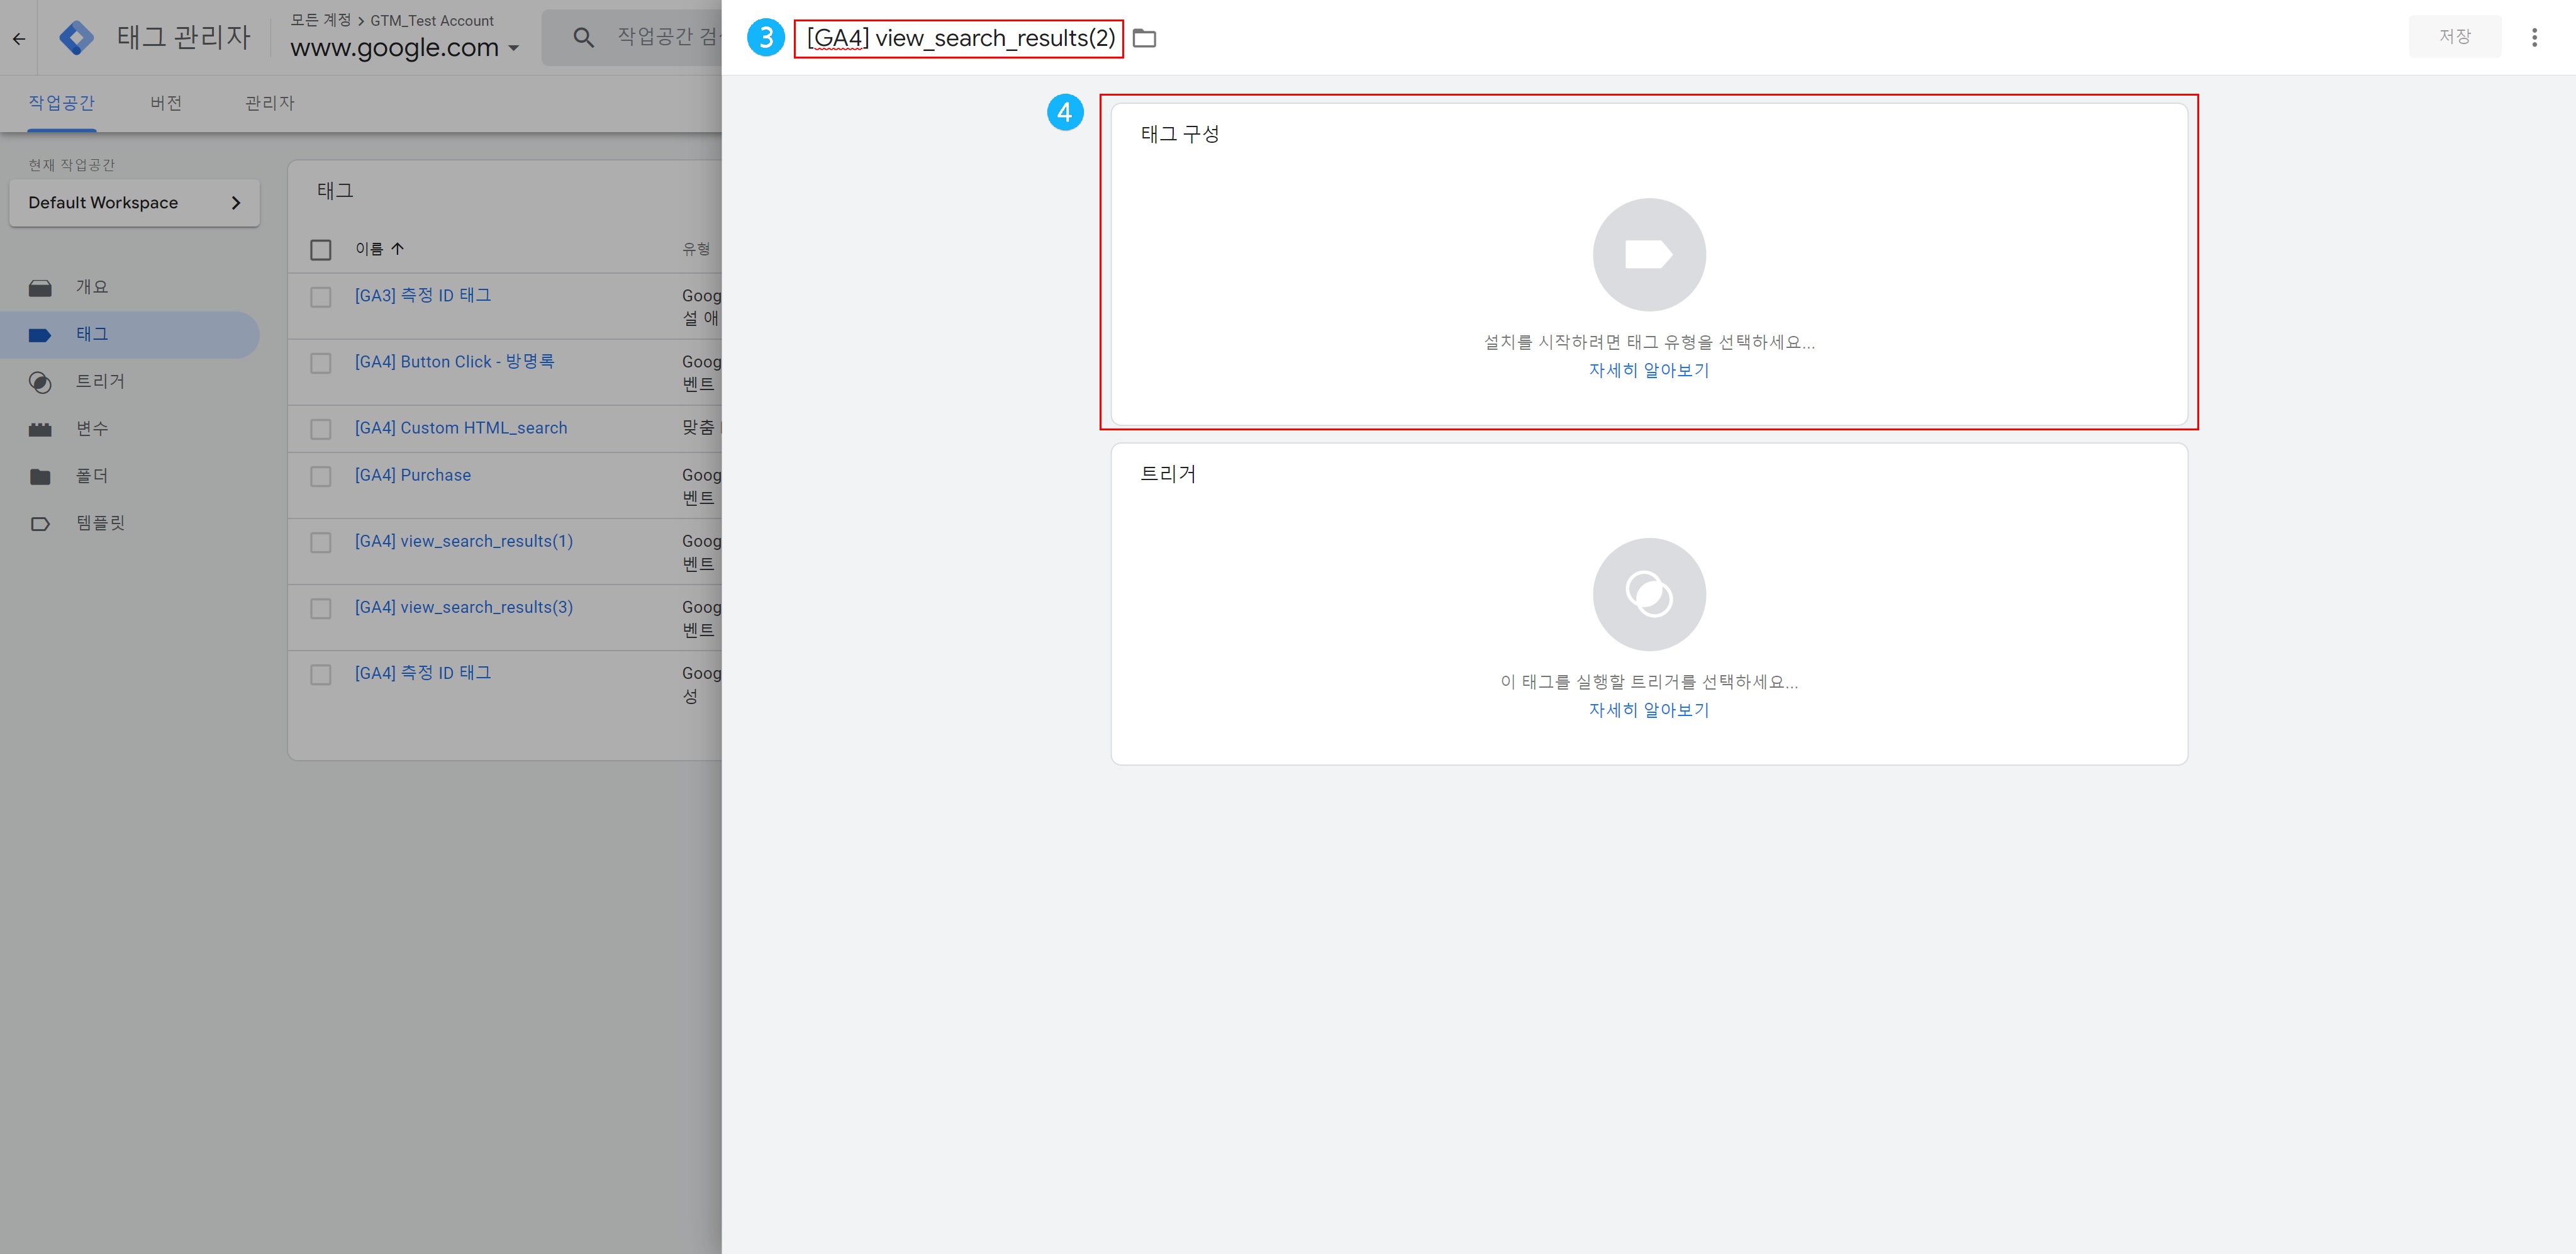 태그 관리자
모든 계정 > GTM_Test Account
www.google.com
작업공간 검
3
[GA4] view_search_results(2)
저장
작업공간
버전
관리자
현재 작업공간
Default Workspace
개요
태그
트리거
변수
폴더
템플릿
태그
이름
유형
[GA3] 측정 ID 태그
Goog
설 애
[GA4] Button Click - 방명록
Goog
벤트
[GA4] Custom HTML_search
맞춤
[GA4] Purchase
Goog
벤트
[GA4] view_search_results(1)
Goog
벤트
[GA4] view_search_results(3)
Goog
벤트
[GA4] 측정 ID 태그
Goog
성
4
태그 구성
설치를 시작하려면 태그 유형을 선택하세요...
자세히 알아보기
트리거
이 태그를 실행할 트리거를 선택하세요...
자세히 알아보기